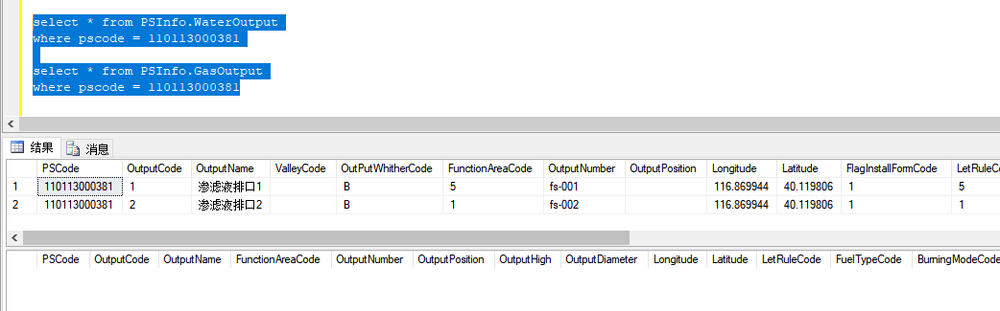 select * from PSInfo.WaterOutput
where pscode = 110113000381
select * from PSInfo.GasOutput
where pscode = 110113000381
结果 消息
PSCode OutputCode OutputName ValleyCode OutPutWhitherCode FunctionAreaCode OutputNumber OutputPosition Longitude Latitude FlagInstallFormCode LetRuleCode
1 110113000381 1 渗滤液排口1 B 5 fs-001 116.869944 40.119806 1 5
2 110113000381 2 渗滤液排口2 B 1 fs-002 116.869944 40.119806 1 1
PSCode OutputCode OutputName FunctionAreaCode OutputNumber OutputPosition OutputHigh OutputDiameter Longitude Latitude LetRuleCode FuelTypeCode BurningModeCode